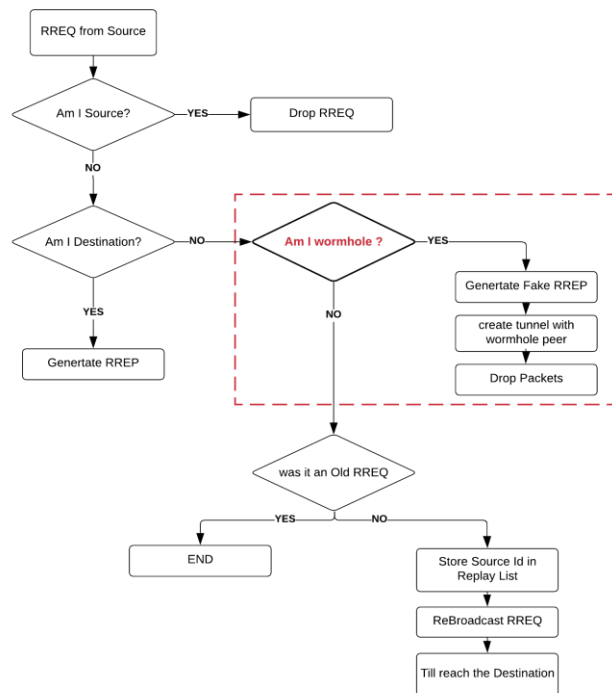 RREQ from Source
Am I Source?
YES
Drop RREQ
NO
Am I Destination?
NO
Am I wormhole ?
YES
Genertate Fake RREP
YES
NO
create tunnel with
wormhole peer
Genertate RREP
Drop Packets
was it an Old RREQ
YES
NO
END
Store Source Id in
Replay List
ReBroadcast RREQ
Till reach the Destination